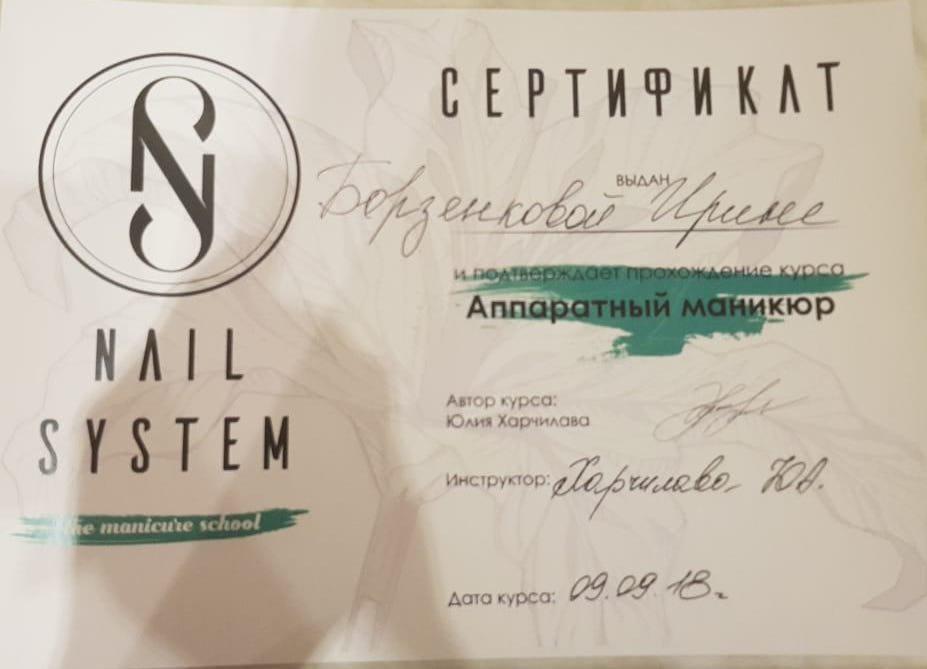 СЕРТИФИКАТ
ВЫДАН
Борзенковой Ирине
и подтверждает прохождение курса
Аппаратный маникюр
NAIL
SYSTEM
the manicure school
Автор курса:
Юлия Харчилава
Инструктор: Харчилава Ю.А.
Дата курса: 09.09.18г.